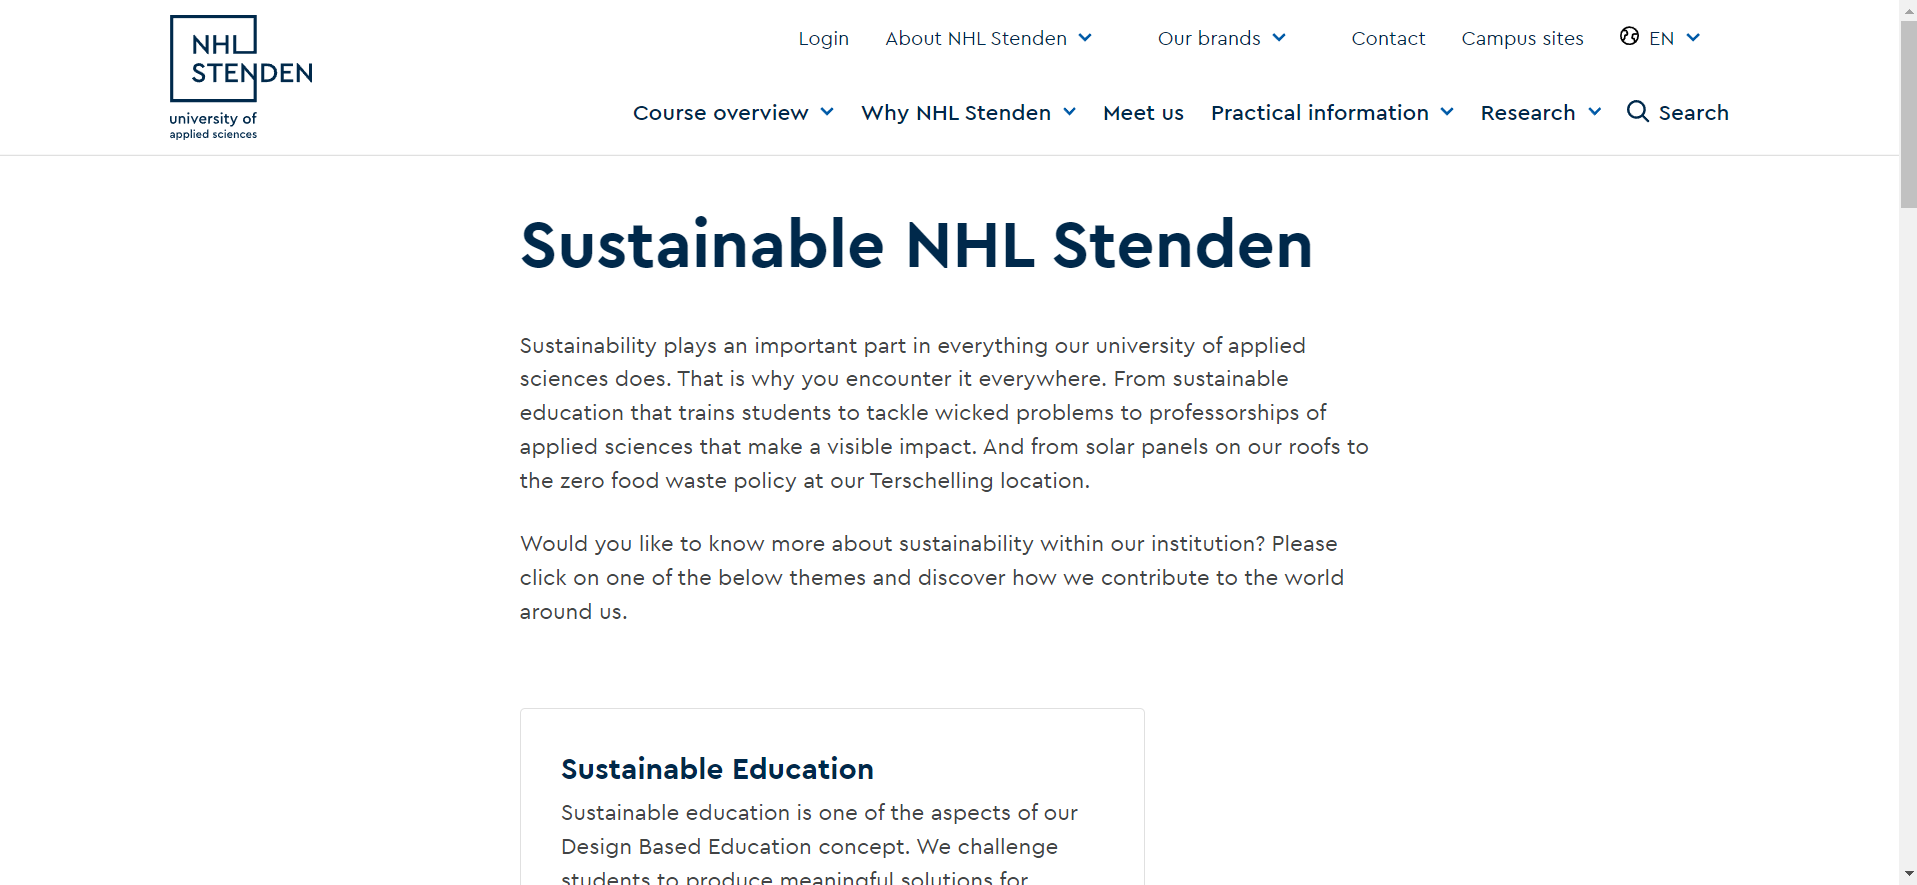 NHL
STENDEN
university of
applied sciences
Login About NHL Stenden Our brands Contact Campus sites EN
Course overview Why NHL Stenden Meet us Practical information Research Search
Sustainable NHL Stenden
Sustainability plays an important part in everything our university of applied
sciences does. That is why you encounter it everywhere. From sustainable
education that trains students to tackle wicked problems to professorships of
applied sciences that make a visible impact. And from solar panels on our roofs to
the zero food waste policy at our Terschelling location.
Would you like to know more about sustainability within our institution? Please
click on one of the below themes and discover how we contribute to the world
around us.
Sustainable Education
Sustainable education is one of the aspects of our
Design Based Education concept. We challenge
students to produce meaningful solutions for